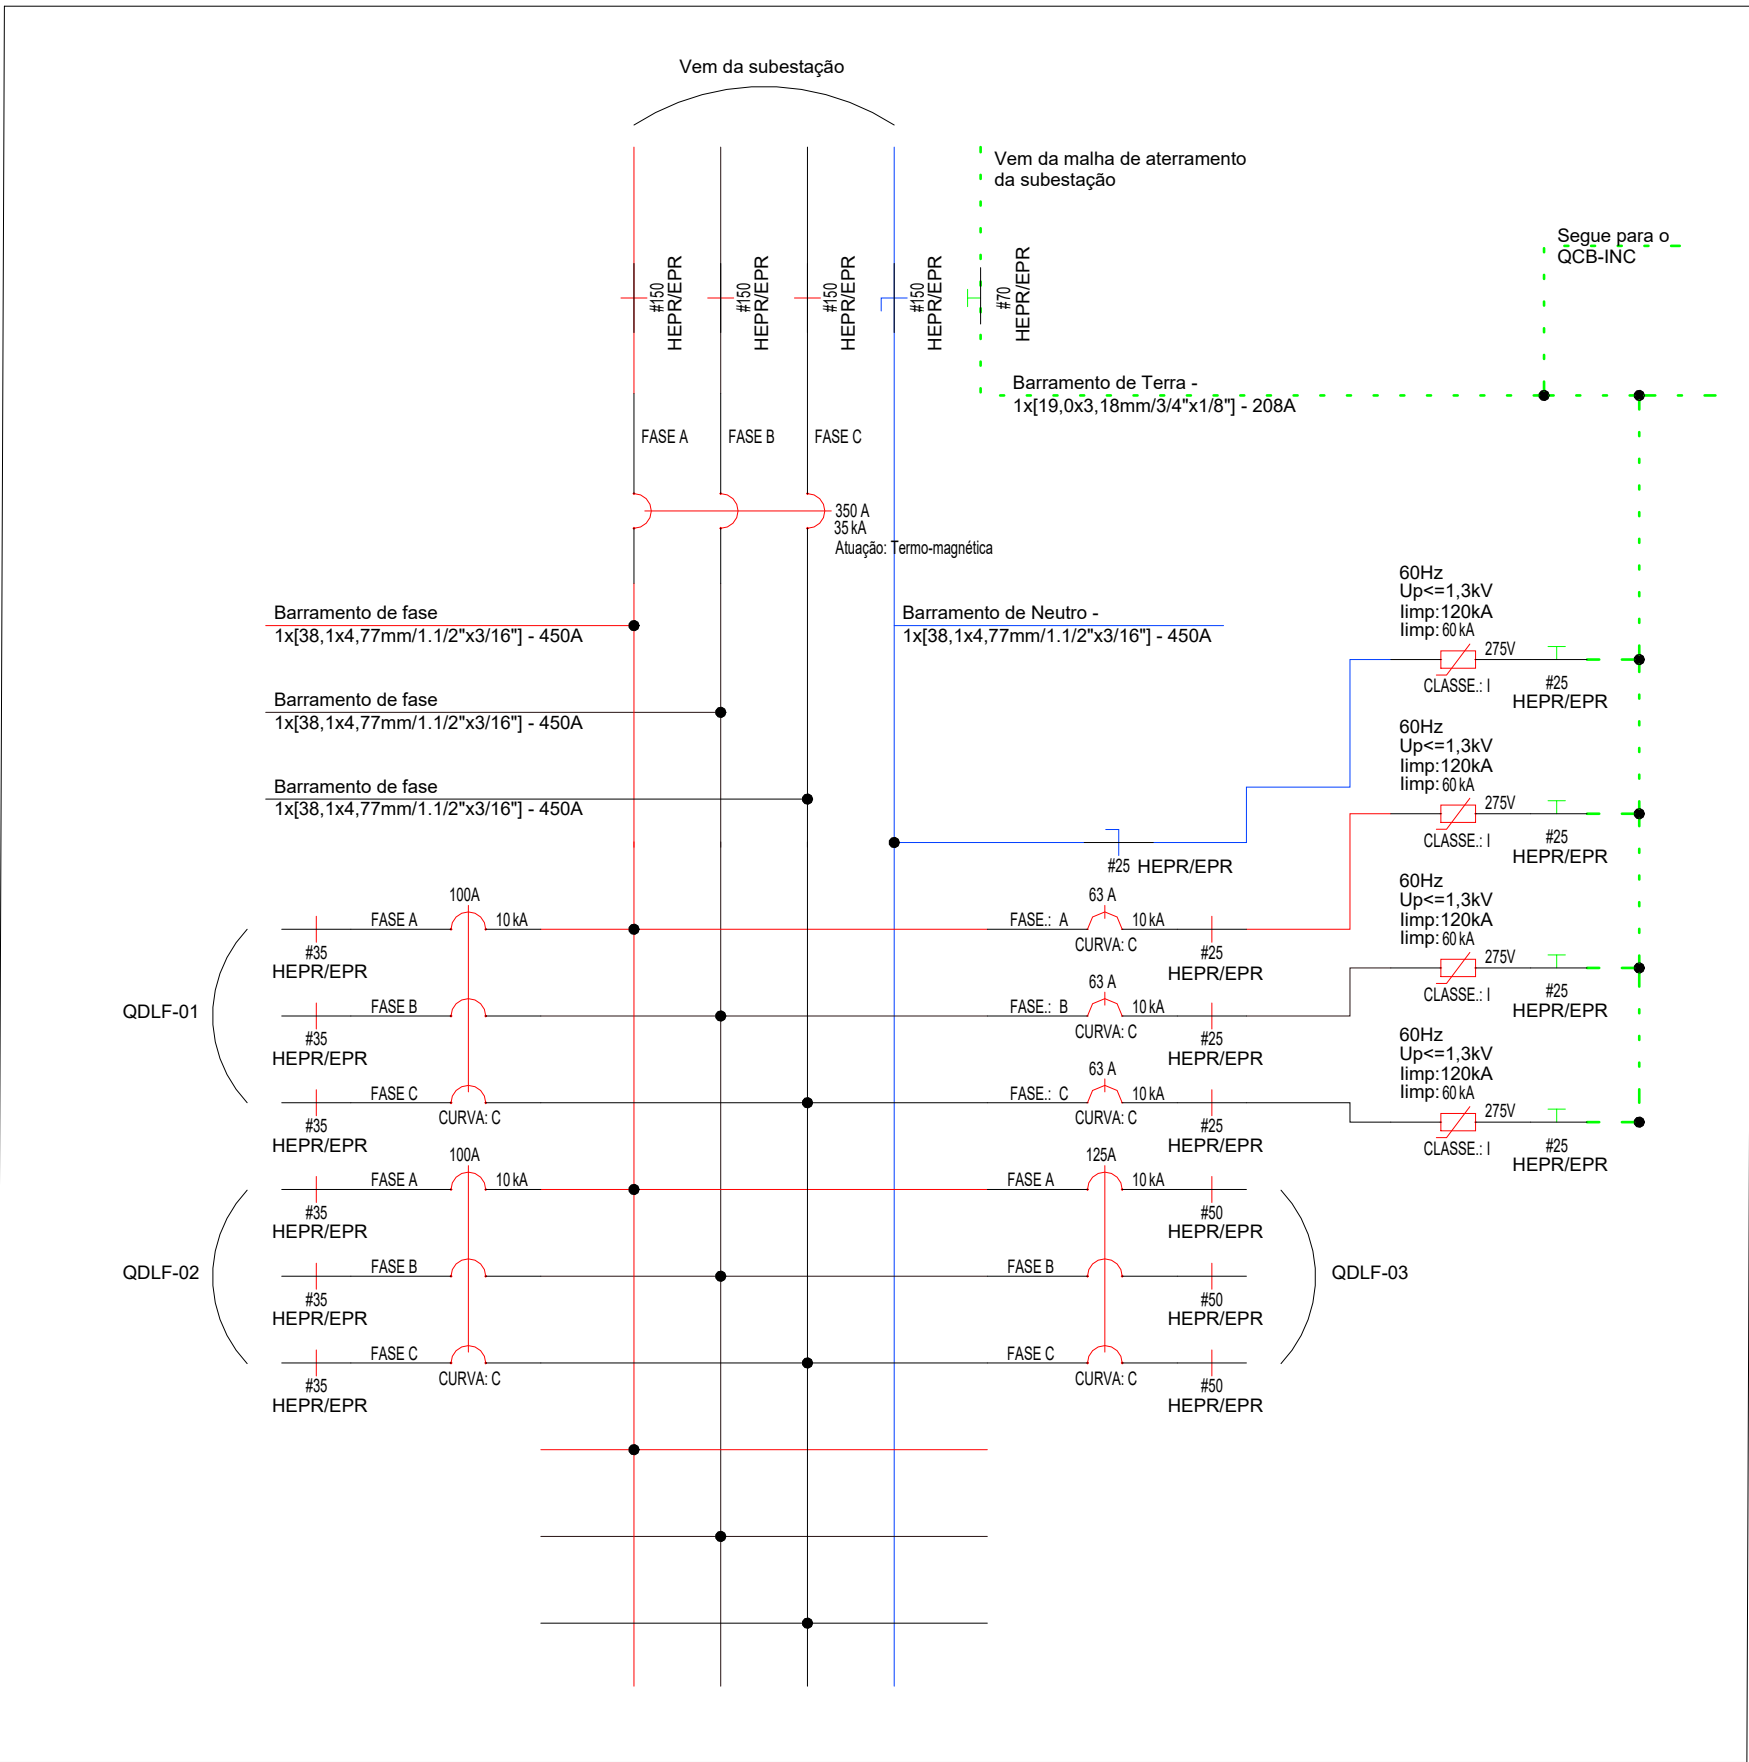 Vem da subestação
Vem da malha de aterramento
da subestação
Segue para o
QCB-INC
#150
HEPR/EPR
#150
HEPR/EPR
#150
HEPR/EPR
#150
HEPR/EPR
#70
HEPR/EPR
Barramento de Terra -
1x[19,0x3,18mm/3/4"x1/8"] - 208A
FASE A
FASE B
FASE C
350 A
35 kA
Atuação: Termo-magnética
Barramento de fase
1x[38,1x4,77mm/1.1/2"x3/16"] - 450A
Barramento de Neutro -
1x[38,1x4,77mm/1.1/2"x3/16"] - 450A
Barramento de fase
1x[38,1x4,77mm/1.1/2"x3/16"] - 450A
Barramento de fase
1x[38,1x4,77mm/1.1/2"x3/16"] - 450A
60Hz
Up<=1,3kV
Iimp:120kA
Iimp: 60 kA
275V
CLASSE.: I
#25
HEPR/EPR
60Hz
Up<=1,3kV
Iimp:120kA
Iimp: 60 kA
275V
CLASSE.: I
#25
HEPR/EPR
60Hz
Up<=1,3kV
Iimp:120kA
Iimp: 60 kA
275V
CLASSE.: I
#25
HEPR/EPR
60Hz
Up<=1,3kV
Iimp:120kA
Iimp: 60 kA
275V
CLASSE.: I
#25
HEPR/EPR
#25 HEPR/EPR
QDLF-01
FASE A
100A
10 kA
#35
HEPR/EPR
FASE B
#35
HEPR/EPR
FASE C
CURVA: C
#35
HEPR/EPR
FASE.: A
63 A
10 kA
CURVA: C
#25
HEPR/EPR
FASE.: B
63 A
10 kA
CURVA: C
#25
HEPR/EPR
FASE.: C
63 A
10 kA
CURVA: C
#25
HEPR/EPR
QDLF-02
FASE A
100A
10 kA
#35
HEPR/EPR
FASE B
#35
HEPR/EPR
FASE C
CURVA: C
#35
HEPR/EPR
FASE A
125A
10 kA
#50
HEPR/EPR
FASE B
#50
HEPR/EPR
FASE C
CURVA: C
#50
HEPR/EPR
QDLF-03